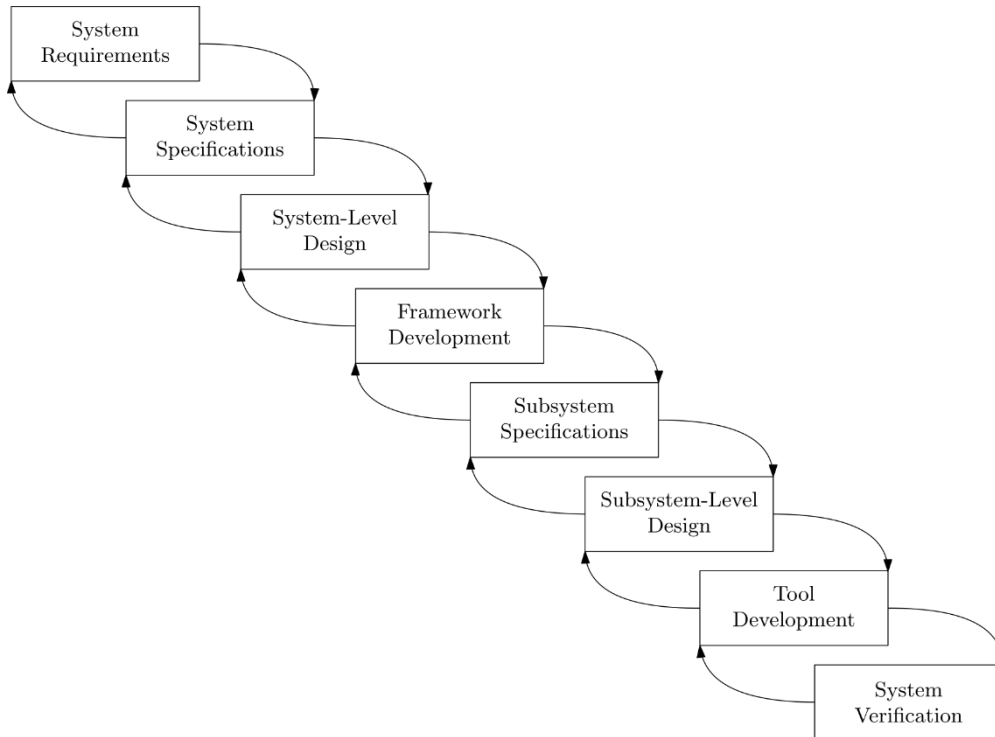 System
Requirements
System
Specifications
System-Level
Design
Framework
Development
Subsystem
Specifications
Subsystem-Level
Design
Tool
Development
System
Verification